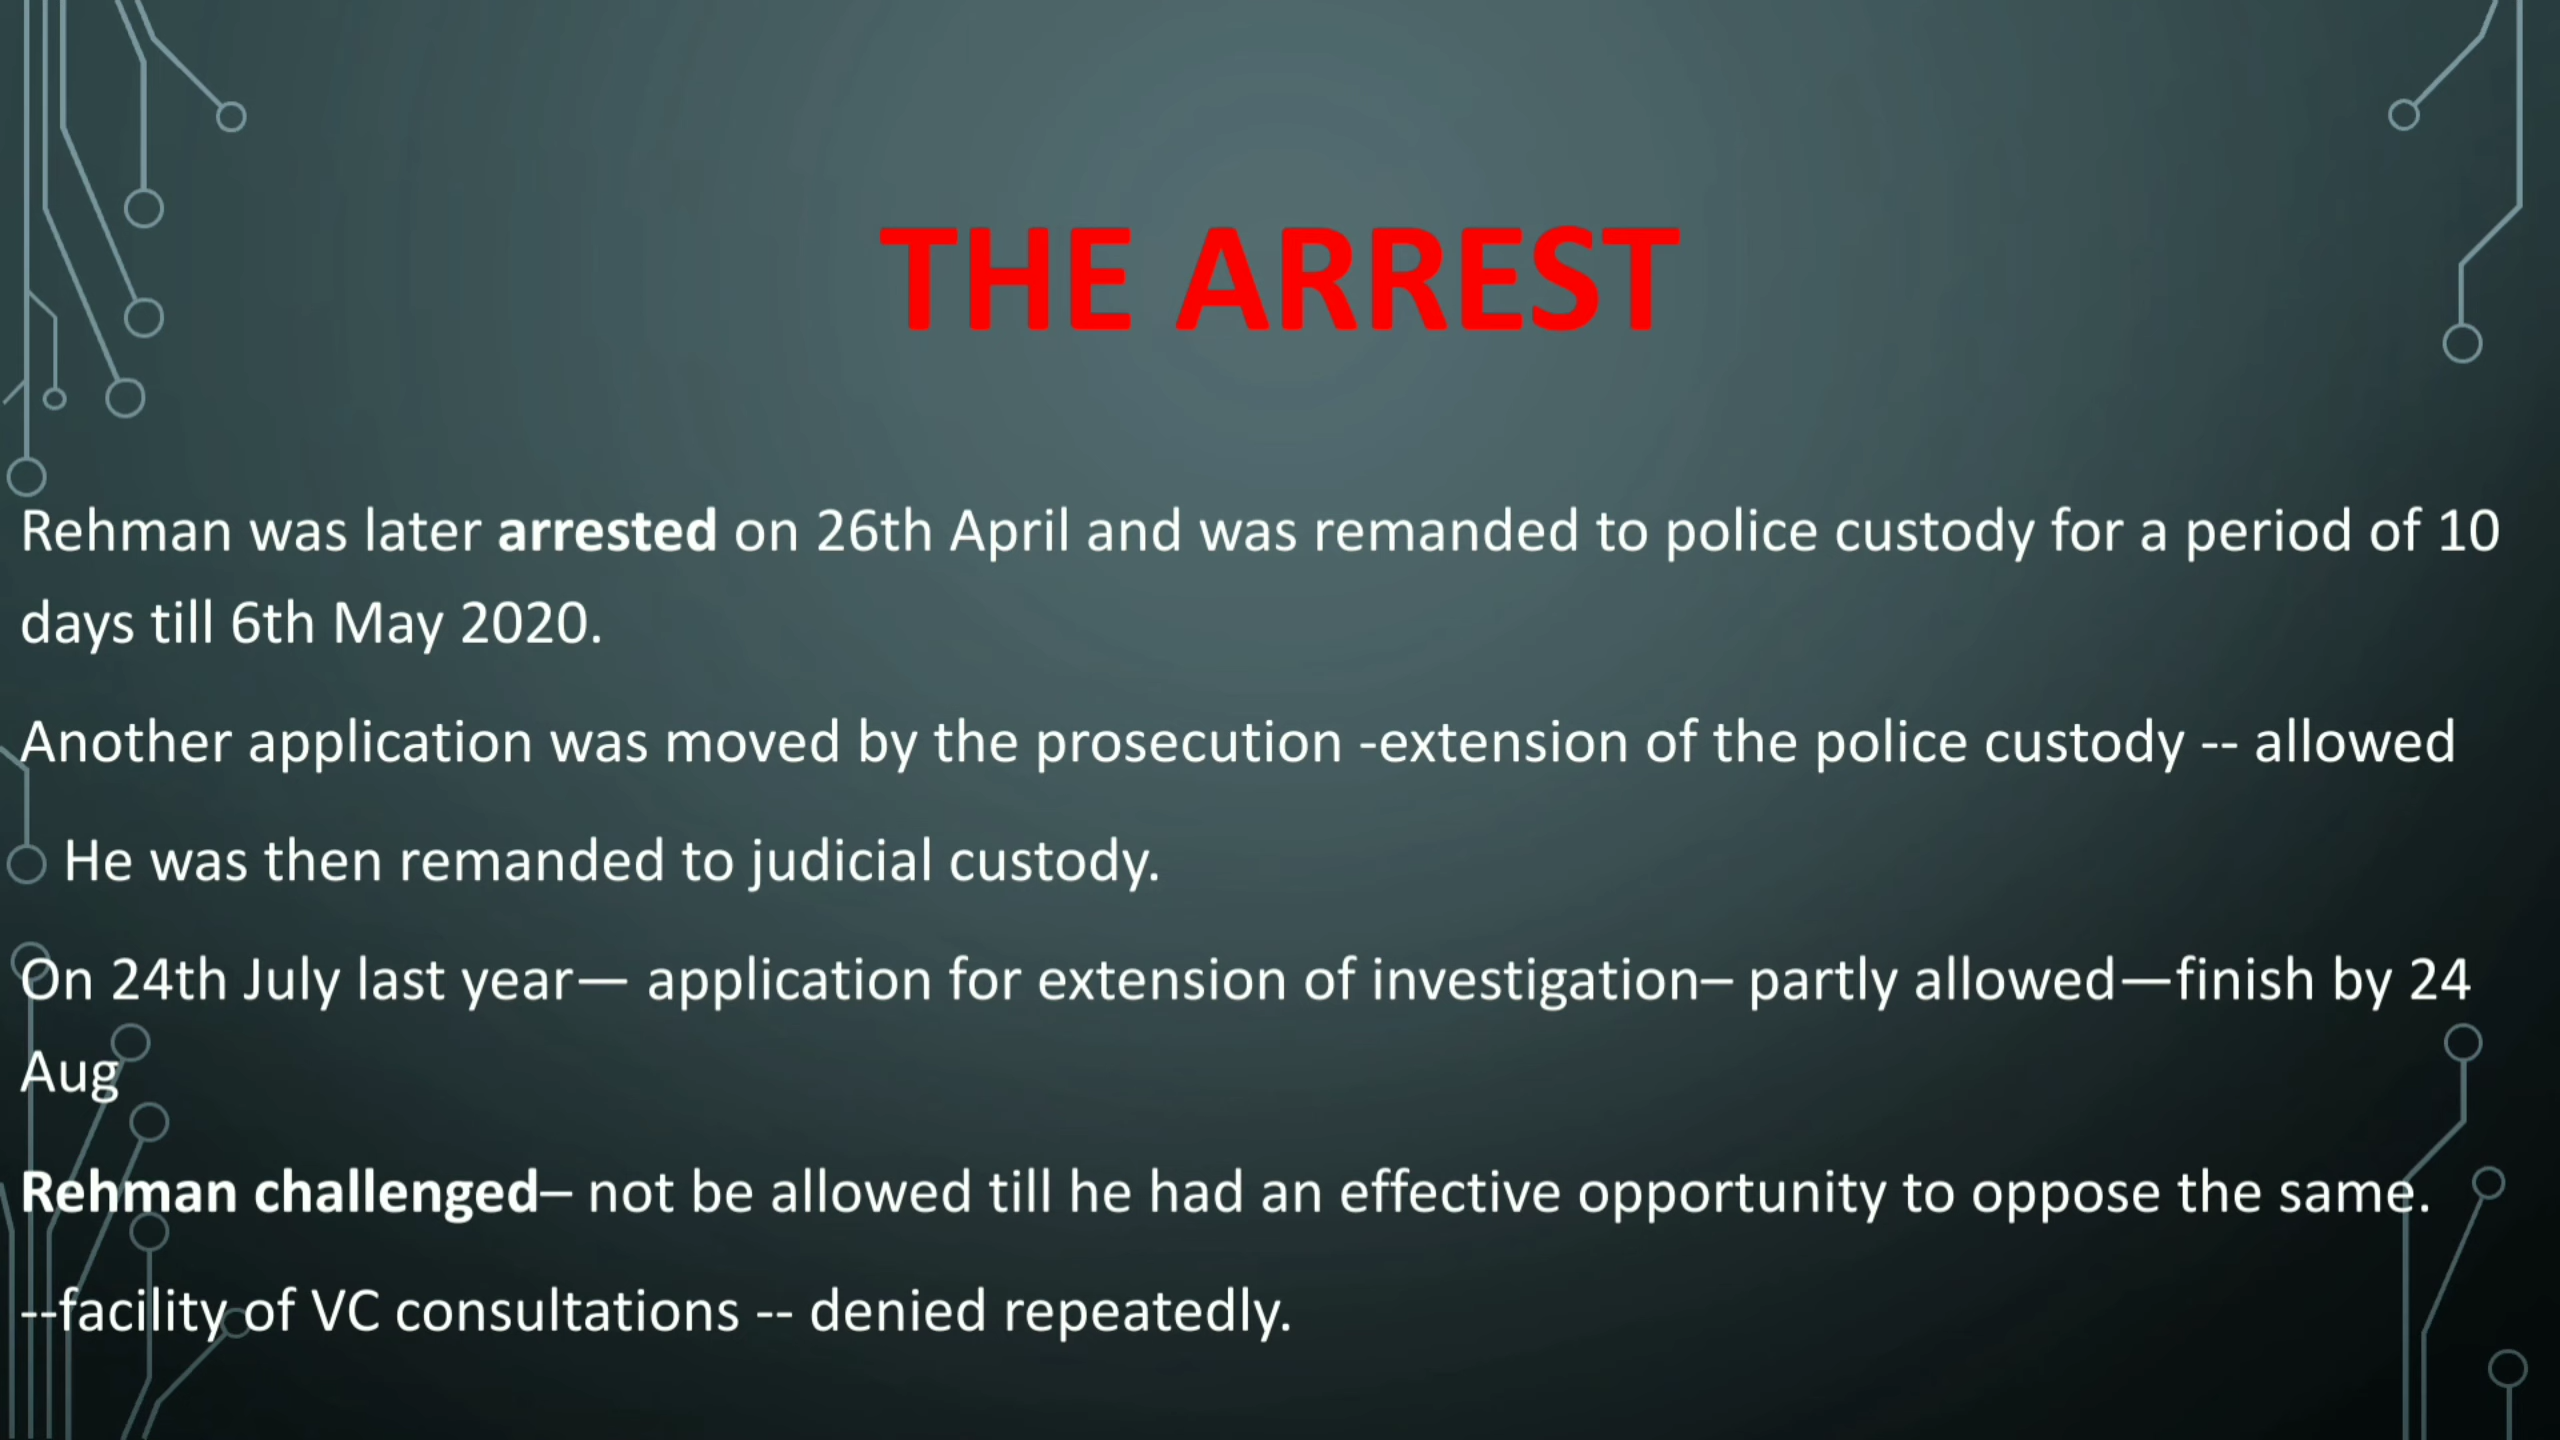 THE ARREST
Rehman was later arrested on 26th April and was remanded to police custody for a period of 10
days till 6th May 2020.
Another application was moved by the prosecution -extension of the police custody -- allowed
He was then remanded to judicial custody.
On 24th July last year— application for extension of investigation– partly allowed—finish by 24
Aug
Rehman challenged– not be allowed till he had an effective opportunity to oppose the same.
--facility of VC consultations -- denied repeatedly.